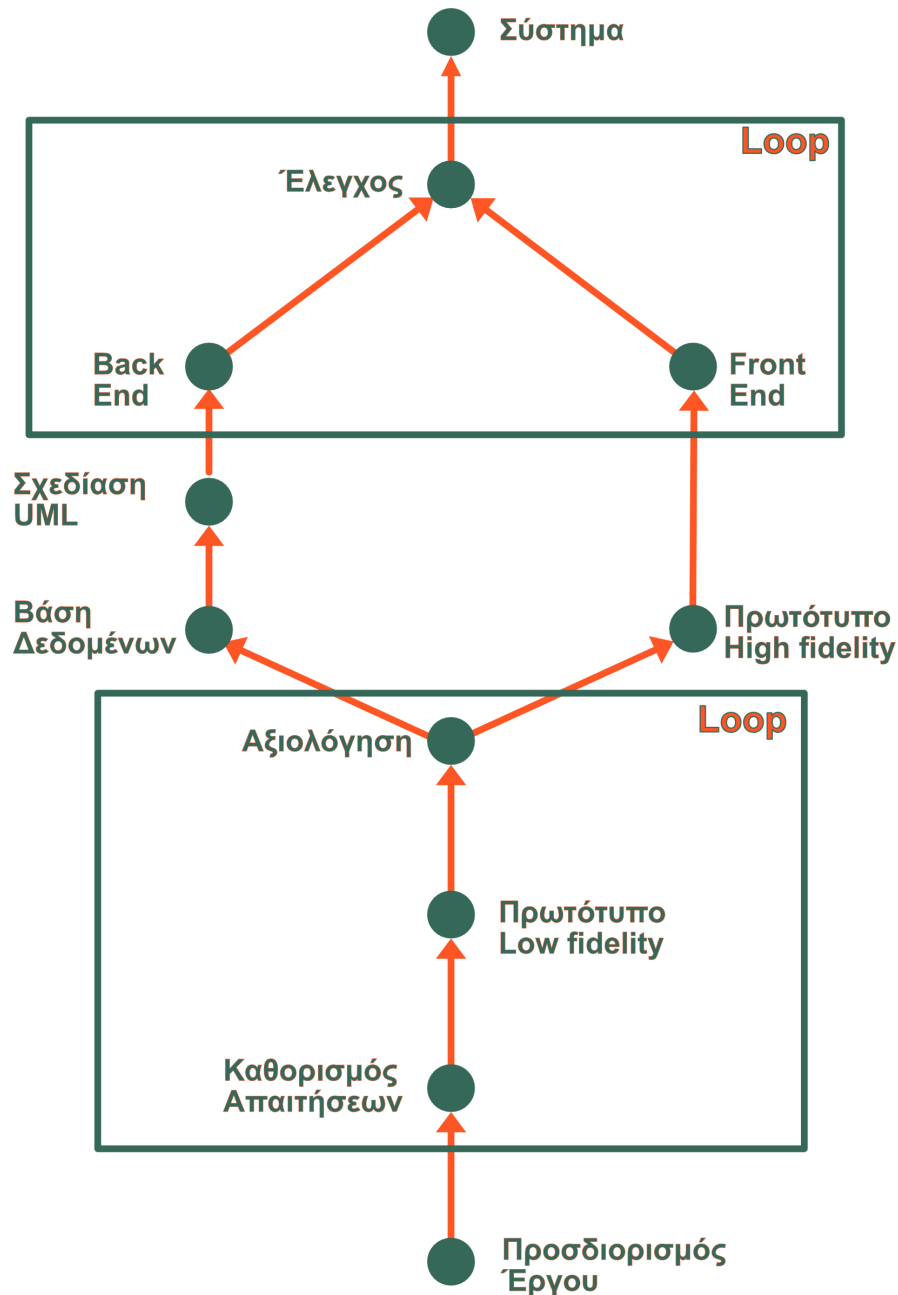 Σύστημα
Loop
Έλεγχος
Back
End
Front
End
Σχεδίαση
UML
Βάση
Δεδομένων
Πρωτότυπο
High fidelity
Loop
Αξιολόγηση
Πρωτότυπο
Low fidelity
Καθορισμός
Απαιτήσεων
Προσδιορισμός
Έργου